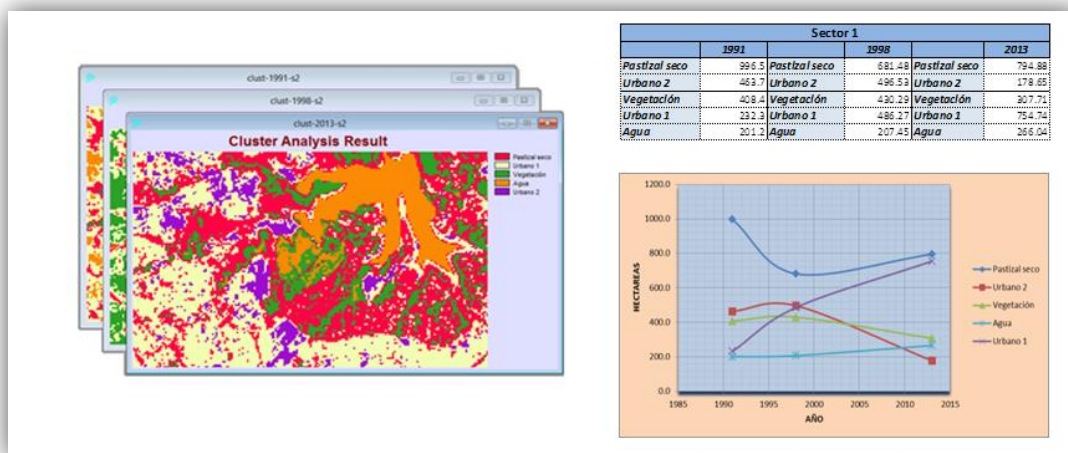 clust-1991-s2
clust-1998-s2
clust-2013-s2
Cluster Analysis Result
Pastizal seco
Urbano 1
Vegetación
Agua
Urbano 2
Sector 1
1991 1998 2013
Pastizal seco 996.5 Pastizal seco 681.48 Pastizal seco 794.88
Urbano 2 463.7 Urbano 2 496.53 Urbano 2 178.65
Vegetación 408.4 Vegetación 430.29 Vegetación 307.71
Urbano 1 232.3 Urbano 1 486.27 Urbano 1 754.74
Agua 201.2 Agua 207.45 Agua 266.04
1200.0
1000.0
800.0
600.0
400.0
200.0
0.0
HECTAREAS
1985 1990 1995 2000 2005 2010 2015
AÑO
Pastizal seco
Urbano 2
Vegetación
Agua
Urbano 1